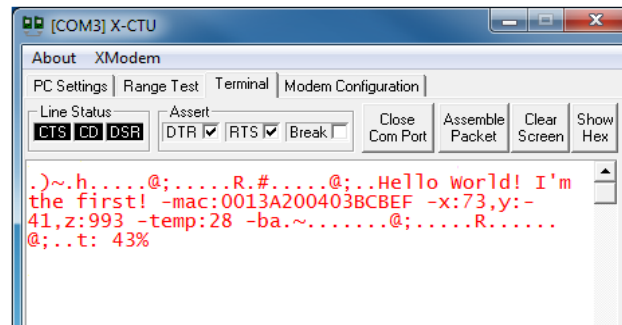 [COM3] X-CTU
About XModem
PC Settings Range Test Terminal Modem Configuration
Line Status Assert
CTS CD DSR DTR RTS Break
Close Com Port
Assemble Packet
Clear Screen
Show Hex
.)~.h.....@;.....R.#.....@;..Hello World! I'm
the first! -mac:0013A200403BCBEF -x:73,y:-
41,z:993 -temp:28 -ba.~.......@;.....R......
@;..t: 43%